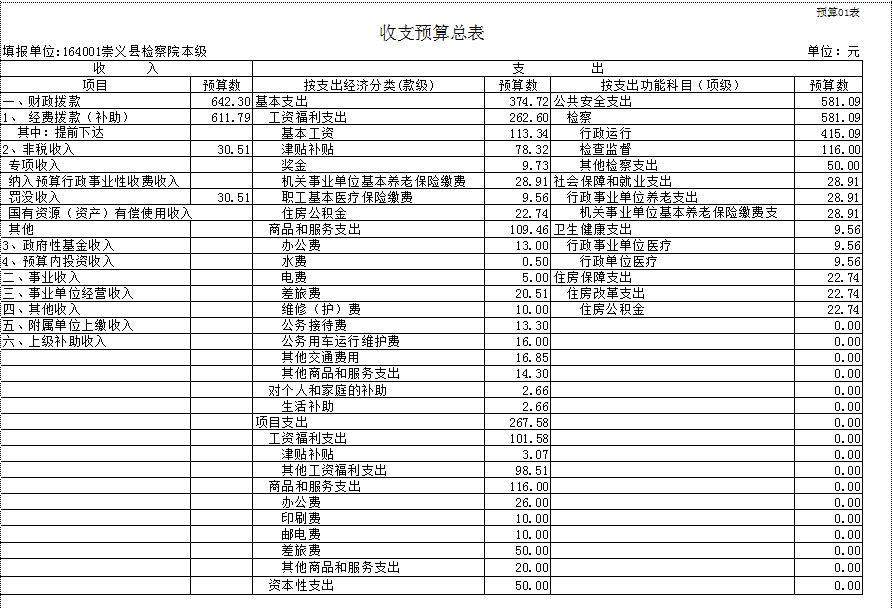 预算01表
收支预算总表
填报单位:164001崇义县检察院本级 单位：元
收 入 支 出
项目 预算数 按支出经济分类(款级) 预算数 按支出功能科目（项级） 预算数
一、财政拨款 642.30 基本支出 374.72 公共安全支出 581.09
1、 经费拨款（补助） 611.79 工资福利支出 262.60 检察 581.09
其中：提前下达 基本工资 113.34 行政运行 415.09
2、非税收入 30.51 津贴补贴 78.32 检查监督 116.00
专项收入 奖金 9.73 其他检察支出 50.00
纳入预算行政事业性收费收入 机关事业单位基本养老保险缴费 28.91 社会保障和就业支出 28.91
罚没收入 30.51 职工基本医疗保险缴费 9.56 行政事业单位养老支出 28.91
国有资源（资产）有偿使用收入 住房公积金 22.74 机关事业单位基本养老保险缴费支 28.91
其他 商品和服务支出 109.46 卫生健康支出 9.56
3、政府性基金收入 办公费 13.00 行政事业单位医疗 9.56
4、预算内投资收入 水费 0.50 行政单位医疗 9.56
二、事业收入 电费 5.00 住房保障支出 22.74
三、事业单位经营收入 差旅费 20.51 住房改革支出 22.74
四、其他收入 维修（护）费 10.00 住房公积金 22.74
五、附属单位上缴收入 公务接待费 13.30 0.00
六、上级补助收入 公务用车运行维护费 16.00 0.00
其他交通费用 16.85 0.00
其他商品和服务支出 14.30 0.00
对个人和家庭的补助 2.66 0.00
生活补助 2.66 0.00
项目支出 267.58 0.00
工资福利支出 101.58 0.00
津贴补贴 3.07 0.00
其他工资福利支出 98.51 0.00
商品和服务支出 116.00 0.00
办公费 26.00 0.00
印刷费 10.00 0.00
邮电费 10.00 0.00
差旅费 50.00 0.00
其他商品和服务支出 20.00 0.00
资本性支出 50.00 0.00